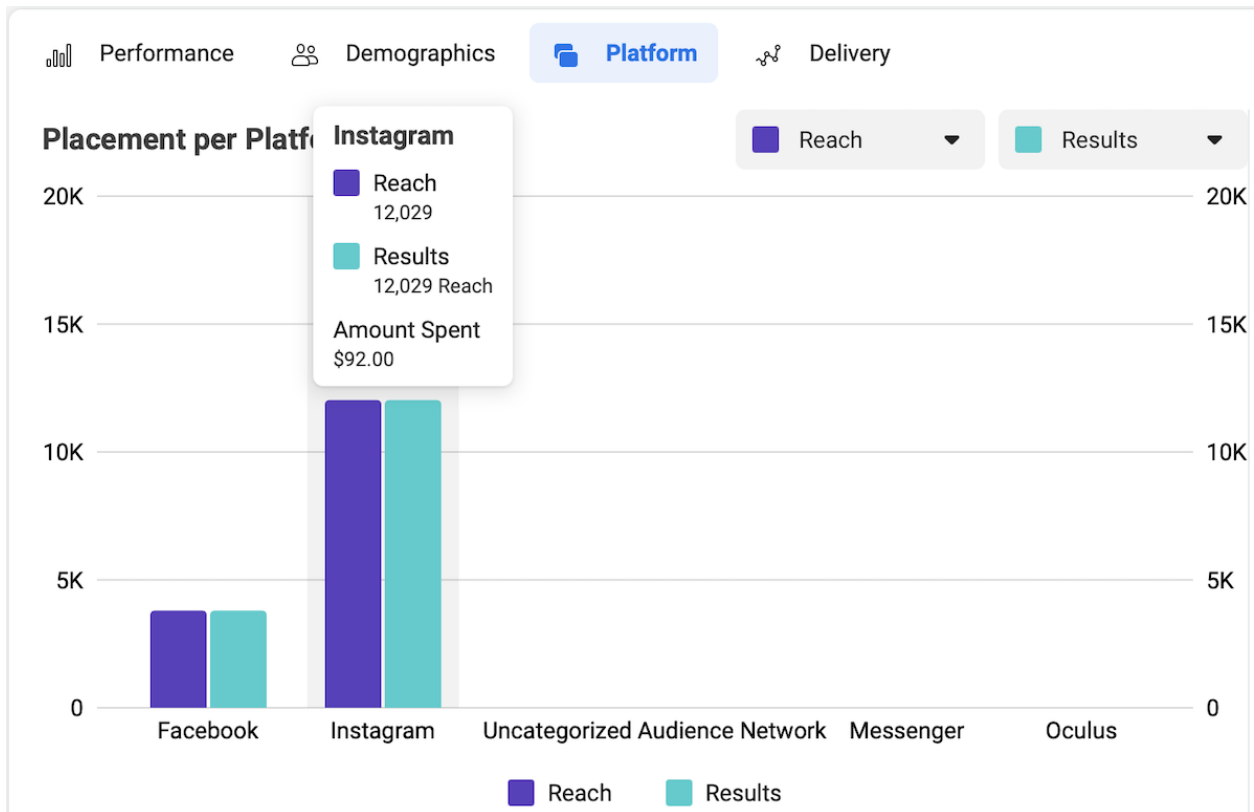 Performance
Demographics
Platform
Delivery
Placement per Platf
Instagram
Reach
12,029
Results
12,029 Reach
Amount Spent
$92.00
Reach
Results
20K
15K
10K
5K
0
20K
15K
10K
5K
0
Facebook
Instagram
Uncategorized
Audience Network
Messenger
Oculus
Reach
Results